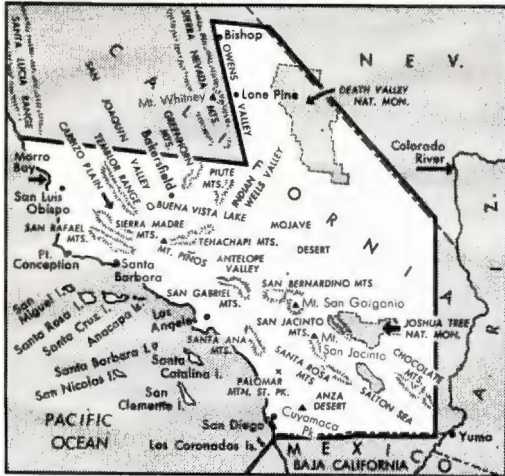 SANTA LUCIA RANGE
C A L I F O R N I A
SAN JOAQUIN VALLEY
SIERRA NEVADA MTS.
Bishop
OWENS VALLEY
N E V.
Mt. Whitney
Lone Pine
DEATH VALLEY
NAT. MON.
GREENHORN MTS.
Bakersfield
PIUTE
MTS.
INDIAN
WELLS VALLEY
Colorado
River
Morro
Bay
CARIZO PLAIN
TEMBLOR RANGE
BUENA VISTA LAKE
San Luis
Obispo
SIERRA MADRE
MTS.
MOJAVE
DESERT
SAN RAFAEL
MTS.
MT. PINOS
TEHACHAPI MTS.
ANTELOPE
VALLEY
Pt.
Conception
Santa
Barbara
SAN BERNARDINO MTS.
SAN GABRIEL
MTS.
Mt. San Gorgonio
San
Miguel I.
Santa Rosa I.
Santa Cruz I.
Anacapa Is.
Los
Angeles
SAN JACINTO
MTS.
Mt.
San Jacinto
JOSHUA TREE
NAT. MON.
Santa Barbara I.
San Nicolas I.
Santa
Catalina I.
SANTA ANA
MTS.
SANTA ROSA
MTS
CHOCOLATE
MTS.
San
Clemente I.
PALOMAR
MTN. ST. PK.
ANZA
DESERT
SALTON SEA
A R I Z.
PACIFIC
OCEAN
San Diego
Cuyamaca
Pk.
Los Coronados Is.
M E X I C O
BAJA CALIFORNIA
Yuma